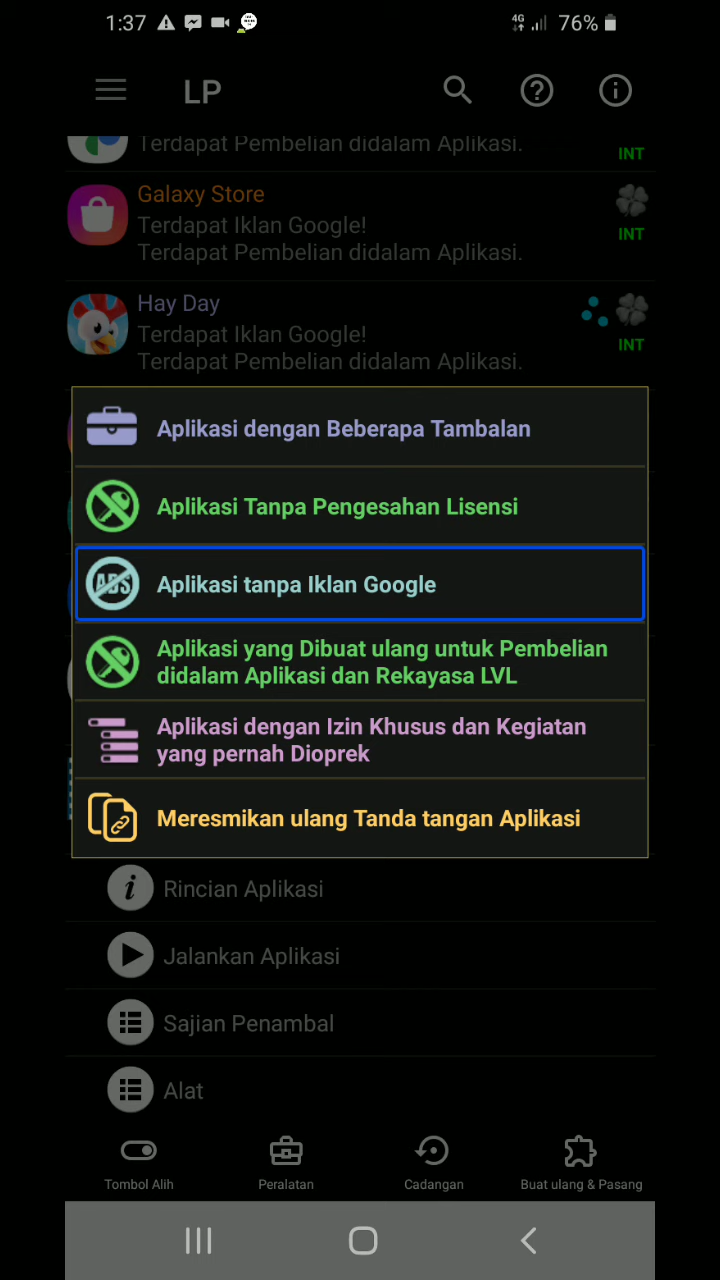 1:37
4G
76%
LP
Terdapat Pembelian didalam Aplikasi.
INT
Galaxy Store
Terdapat Iklan Google!
Terdapat Pembelian didalam Aplikasi.
INT
Hay Day
Terdapat Iklan Google!
Terdapat Pembelian didalam Aplikasi.
INT
Aplikasi dengan Beberapa Tambalan
Aplikasi Tanpa Pengesahan Lisensi
ADS
Aplikasi tanpa Iklan Google
Aplikasi yang Dibuat ulang untuk Pembelian
didalam Aplikasi dan Rekayasa LVL
Aplikasi dengan Izin Khusus dan Kegiatan
yang pernah Dioprek
Meresmikan ulang Tanda tangan Aplikasi
Rincian Aplikasi
Jalankan Aplikasi
Sajian Penambal
Alat
Tombol Alih
Peralatan
Cadangan
Buat ulang & Pasang